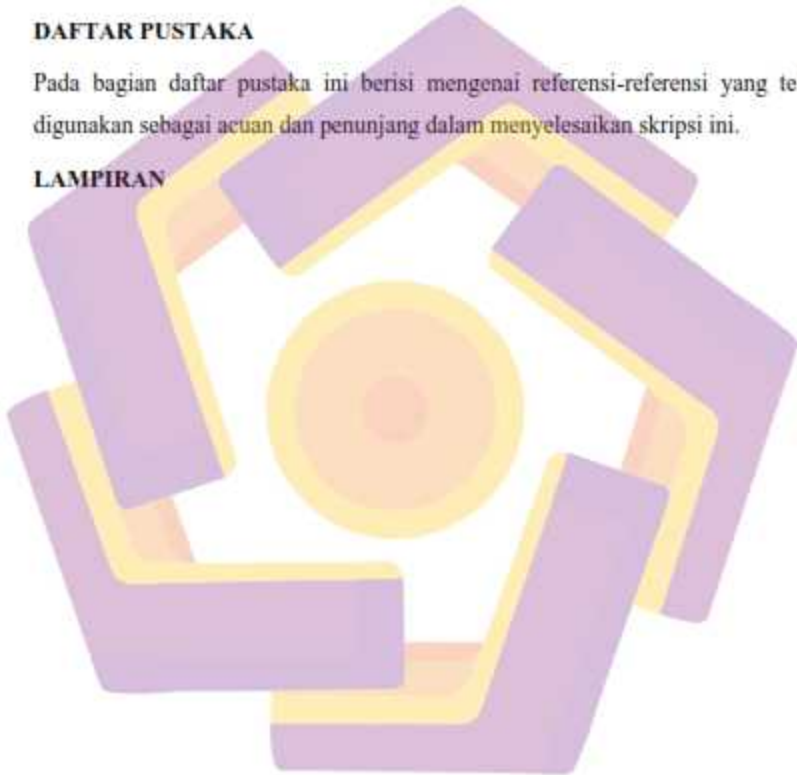 DAFTAR PUSTAKA
Pada bagian daftar pustaka ini berisi mengenai referensi-referensi yang te
digunakan sebagai acuan dan penunjang dalam menyelesaikan skripsi ini.
LAMPIRAN